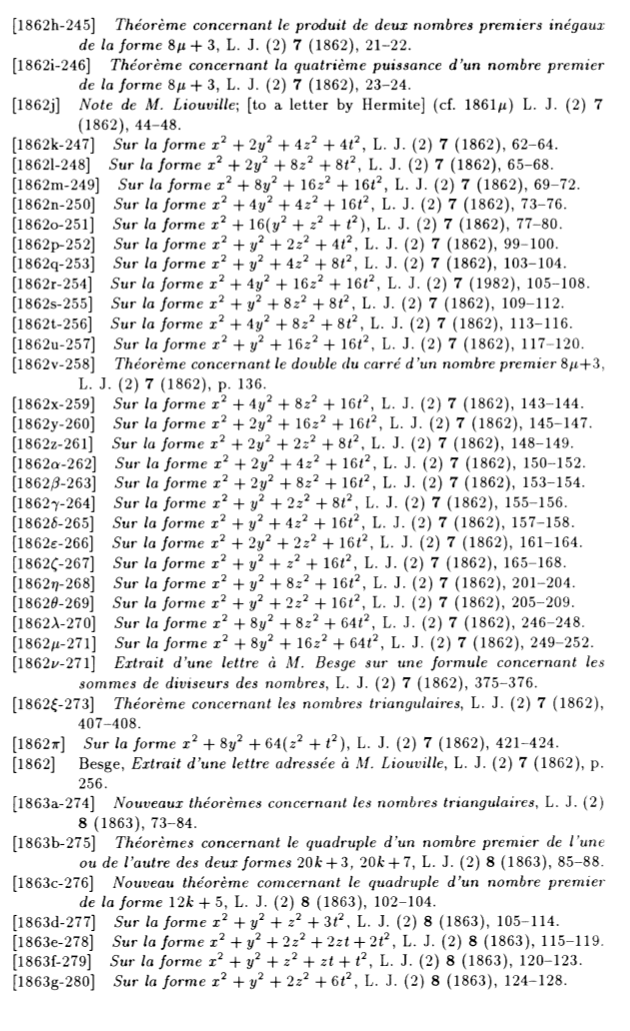 [1862h-245] Théorème concernant le produit de deux nombres premiers inégaux
de la forme 8μ + 3, L. J. (2) 7 (1862), 21–22.
[1862i-246] Théorème concernant la quatrième puissance d'un nombre premier
de la forme 8μ + 3, L. J. (2) 7 (1862), 23–24.
[1862j] Note de M. Liouville; [to a letter by Hermite] (cf. 1861μ) L. J. (2) 7
(1862), 44–48.
[1862k-247] Sur la forme x² + 2y² + 4z² + 4t², L. J. (2) 7 (1862), 62–64.
[1862l-248] Sur la forme x² + 2y² + 8z² + 8t², L. J. (2) 7 (1862), 65–68.
[1862m-249] Sur la forme x² + 8y² + 16z² + 16t², L. J. (2) 7 (1862), 69–72.
[1862n-250] Sur la forme x² + 4y² + 4z² + 16t², L. J. (2) 7 (1862), 73–76.
[1862o-251] Sur la forme x² + 16(y² + z² + t²), L. J. (2) 7 (1862), 77–80.
[1862p-252] Sur la forme x² + y² + 2z² + 4t², L. J. (2) 7 (1862), 99–100.
[1862q-253] Sur la forme x² + y² + 4z² + 8t², L. J. (2) 7 (1862), 103–104.
[1862r-254] Sur la forme x² + 4y² + 16z² + 16t², L. J. (2) 7 (1982), 105–108.
[1862s-255] Sur la forme x² + y² + 8z² + 8t², L. J. (2) 7 (1862), 109–112.
[1862t-256] Sur la forme x² + 4y² + 8z² + 8t², L. J. (2) 7 (1862), 113–116.
[1862u-257] Sur la forme x² + y² + 16z² + 16t², L. J. (2) 7 (1862), 117–120.
[1862v-258] Théorème concernant le double du carré d'un nombre premier 8μ+3,
L. J. (2) 7 (1862), p. 136.
[1862x-259] Sur la forme x² + 4y² + 8z² + 16t², L. J. (2) 7 (1862), 143–144.
[1862y-260] Sur la forme x² + 2y² + 16z² + 16t², L. J. (2) 7 (1862), 145–147.
[1862z-261] Sur la forme x² + 2y² + 2z² + 8t², L. J. (2) 7 (1862), 148–149.
[1862α-262] Sur la forme x² + 2y² + 4z² + 16t², L. J. (2) 7 (1862), 150–152.
[1862β-263] Sur la forme x² + 2y² + 8z² + 16t², L. J. (2) 7 (1862), 153–154.
[1862γ-264] Sur la forme x² + y² + 2z² + 8t², L. J. (2) 7 (1862), 155–156.
[1862δ-265] Sur la forme x² + y² + 4z² + 16t², L. J. (2) 7 (1862), 157–158.
[1862ε-266] Sur la forme x² + 2y² + 2z² + 16t², L. J. (2) 7 (1862), 161–164.
[1862ζ-267] Sur la forme x² + y² + z² + 16t², L. J. (2) 7 (1862), 165–168.
[1862η-268] Sur la forme x² + y² + 8z² + 16t², L. J. (2) 7 (1862), 201–204.
[1862θ-269] Sur la forme x² + y² + 2z² + 16t², L. J. (2) 7 (1862), 205–209.
[1862λ-270] Sur la forme x² + 8y² + 8z² + 64t², L. J. (2) 7 (1862), 246–248.
[1862μ-271] Sur la forme x² + 8y² + 16z² + 64t², L. J. (2) 7 (1862), 249–252.
[1862ν-271] Extrait d'une lettre à M. Besge sur une formule concernant les
sommes de diviseurs des nombres, L. J. (2) 7 (1862), 375–376.
[1862ξ-273] Théorème concernant les nombres triangulaires, L. J. (2) 7 (1862),
407–408.
[1862π] Sur la forme x² + 8y² + 64(z² + t²), L. J. (2) 7 (1862), 421–424.
[1862] Besge, Extrait d'une lettre adressée à M. Liouville, L. J. (2) 7 (1862), p.
256.
[1863a-274] Nouveaux théorèmes concernant les nombres triangulaires, L. J. (2)
8 (1863), 73–84.
[1863b-275] Théorèmes concernant le quadruple d'un nombre premier de l'une
ou de l'autre des deux formes 20k + 3, 20k + 7, L. J. (2) 8 (1863), 85–88.
[1863c-276] Nouveau théorème comcernant le quadruple d'un nombre premier
de la forme 12k + 5, L. J. (2) 8 (1863), 102–104.
[1863d-277] Sur la forme x² + y² + z² + 3t², L. J. (2) 8 (1863), 105–114.
[1863e-278] Sur la forme x² + y² + 2z² + 2zt + 2t², L. J. (2) 8 (1863), 115–119.
[1863f-279] Sur la forme x² + y² + z² + zt + t², L. J. (2) 8 (1863), 120–123.
[1863g-280] Sur la forme x² + y² + 2z² + 6t², L. J. (2) 8 (1863), 124–128.